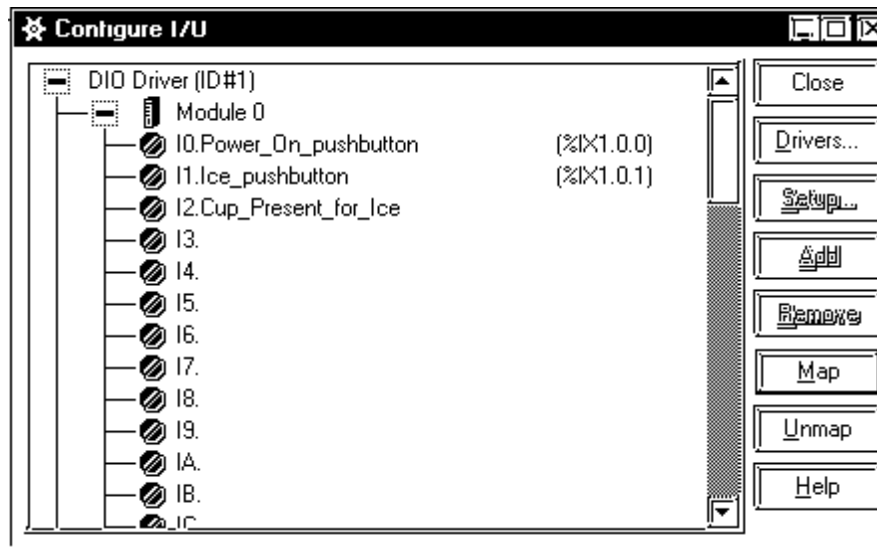 Configure I/O
DIO Driver (ID#1)
Module 0
I0.Power_On_pushbutton (%IX1.0.0)
I1.Ice_pushbutton (%IX1.0.1)
I2.Cup_Present_for_Ice
I3.
I4.
I5.
I6.
I7.
I8.
I9.
IA.
IB.
IC
Close
Drivers...
Setup...
Add
Remove
Map
Unmap
Help